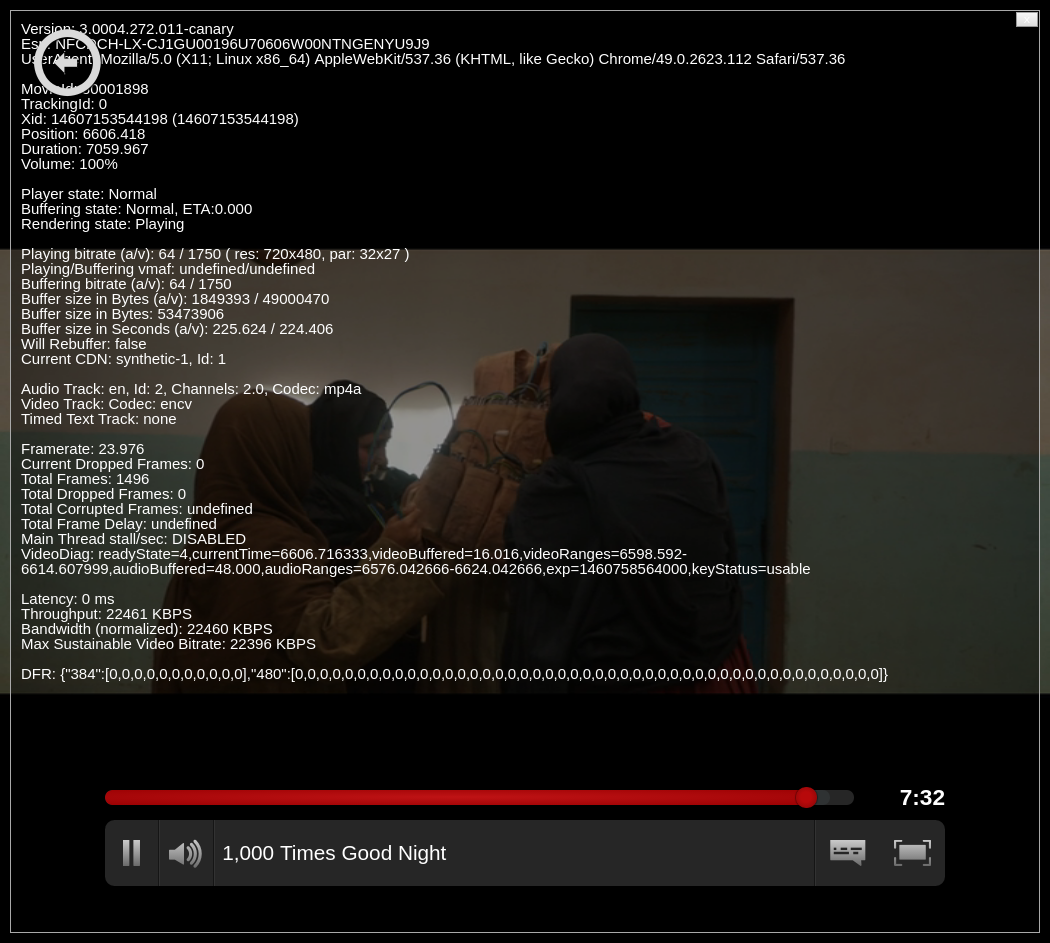 Version: 3.0004.272.011-canary
Esn: NFCDCH-LX-CJ1GU00196U70606W00NTNGENYU9J9
UserAgent: Mozilla/5.0 (X11; Linux x86_64) AppleWebKit/537.36 (KHTML, like Gecko) Chrome/49.0.2623.112 Safari/537.36
MovieId: 80001898
TrackingId: 0
Xid: 14607153544198 (14607153544198)
Position: 6606.418
Duration: 7059.967
Volume: 100%
Player state: Normal
Buffering state: Normal, ETA:0.000
Rendering state: Playing
Playing bitrate (a/v): 64 / 1750 ( res: 720x480, par: 32x27 )
Playing/Buffering vmaf: undefined/undefined
Buffering bitrate (a/v): 64 / 1750
Buffer size in Bytes (a/v): 1849393 / 49000470
Buffer size in Bytes: 53473906
Buffer size in Seconds (a/v): 225.624 / 224.406
Will Rebuffer: false
Current CDN: synthetic-1, Id: 1
Audio Track: en, Id: 2, Channels: 2.0, Codec: mp4a
Video Track: Codec: encv
Timed Text Track: none
Framerate: 23.976
Current Dropped Frames: 0
Total Frames: 1496
Total Dropped Frames: 0
Total Corrupted Frames: undefined
Total Frame Delay: undefined
Main Thread stall/sec: DISABLED
VideoDiag: readyState=4,currentTime=6606.716333,videoBuffered=16.016,videoRanges=6598.592-
6614.607999,audioBuffered=48.000,audioRanges=6576.042666-6624.042666,exp=1460758564000,keyStatus=usable
Latency: 0 ms
Throughput: 22461 KBPS
Bandwidth (normalized): 22460 KBPS
Max Sustainable Video Bitrate: 22396 KBPS
DFR: {"384":[0,0,0,0,0,0,0,0,0,0,0],"480":[0,0,0,0,0,0,0,0,0,0,0,0,0,0,0,0,0,0,0,0,0,0,0,0,0,0,0,0,0,0,0,0,0,0,0,0,0,0,0,0,0,0,0,0,0,0,0]}
7:32
1,000 Times Good Night